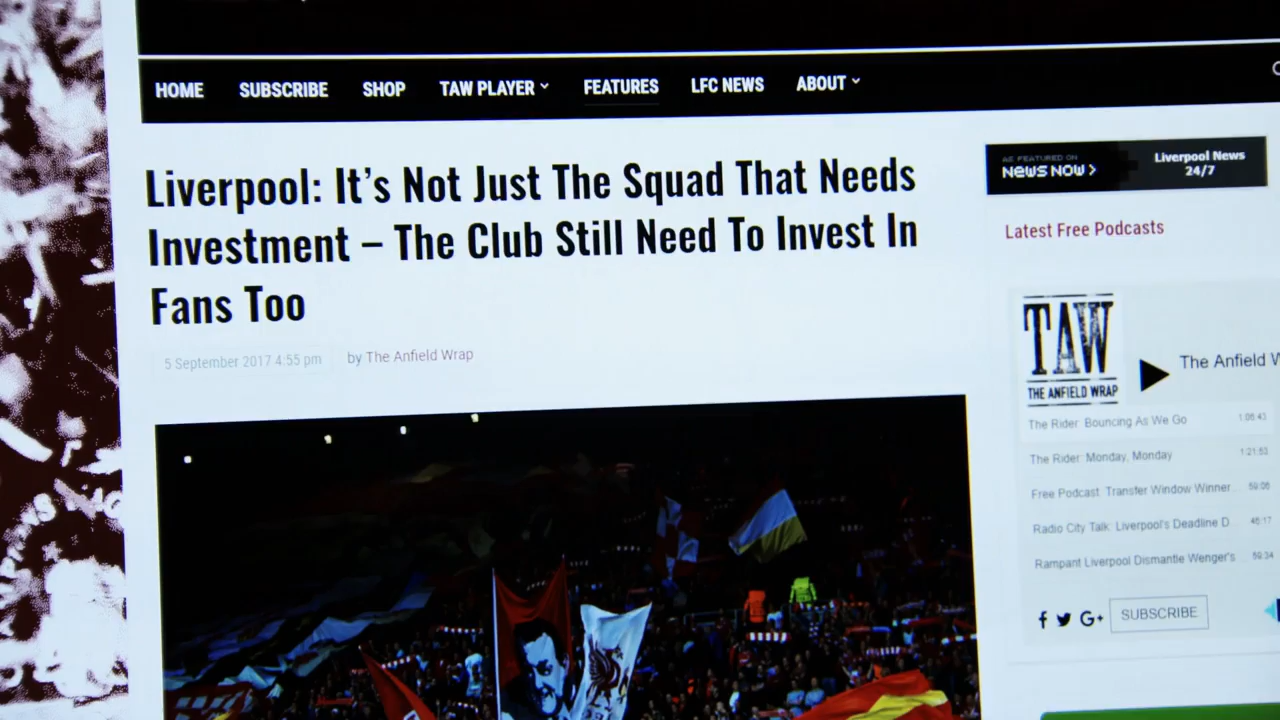 HOME SUBSCRIBE SHOP TAW PLAYER FEATURES LFC NEWS ABOUT
Liverpool: It's Not Just The Squad That Needs
Investment – The Club Still Need To Invest In
Fans Too
5 September 2017 4:55 pm by The Anfield Wrap
AS FEATURED ON
NEWS NOW
Liverpool News
24/7
Latest Free Podcasts
TAW
THE ANFIELD WRAP
The Anfield W
The Rider: Bouncing As We Go 1:06:43
The Rider: Monday, Monday 1:21:53
Free Podcast: Transfer Window Winner... 59:06
Radio City Talk: Liverpool's Deadline D... 46:17
Rampant Liverpool Dismantle Wenger's ... 59:34
SUBSCRIBE